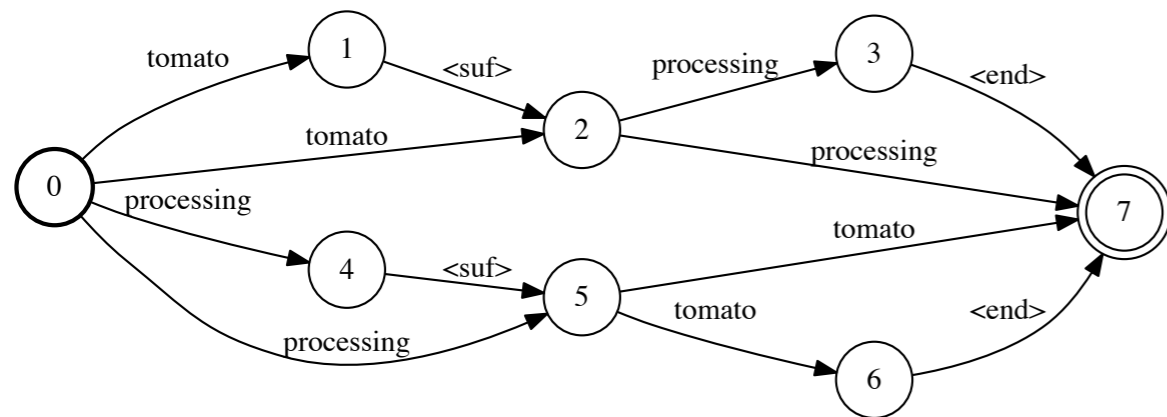 tomato
1
<suf>
processing
3
<end>
tomato
2
processing
0
processing
7
4
<suf>
5
tomato
tomato
processing
<end>
6